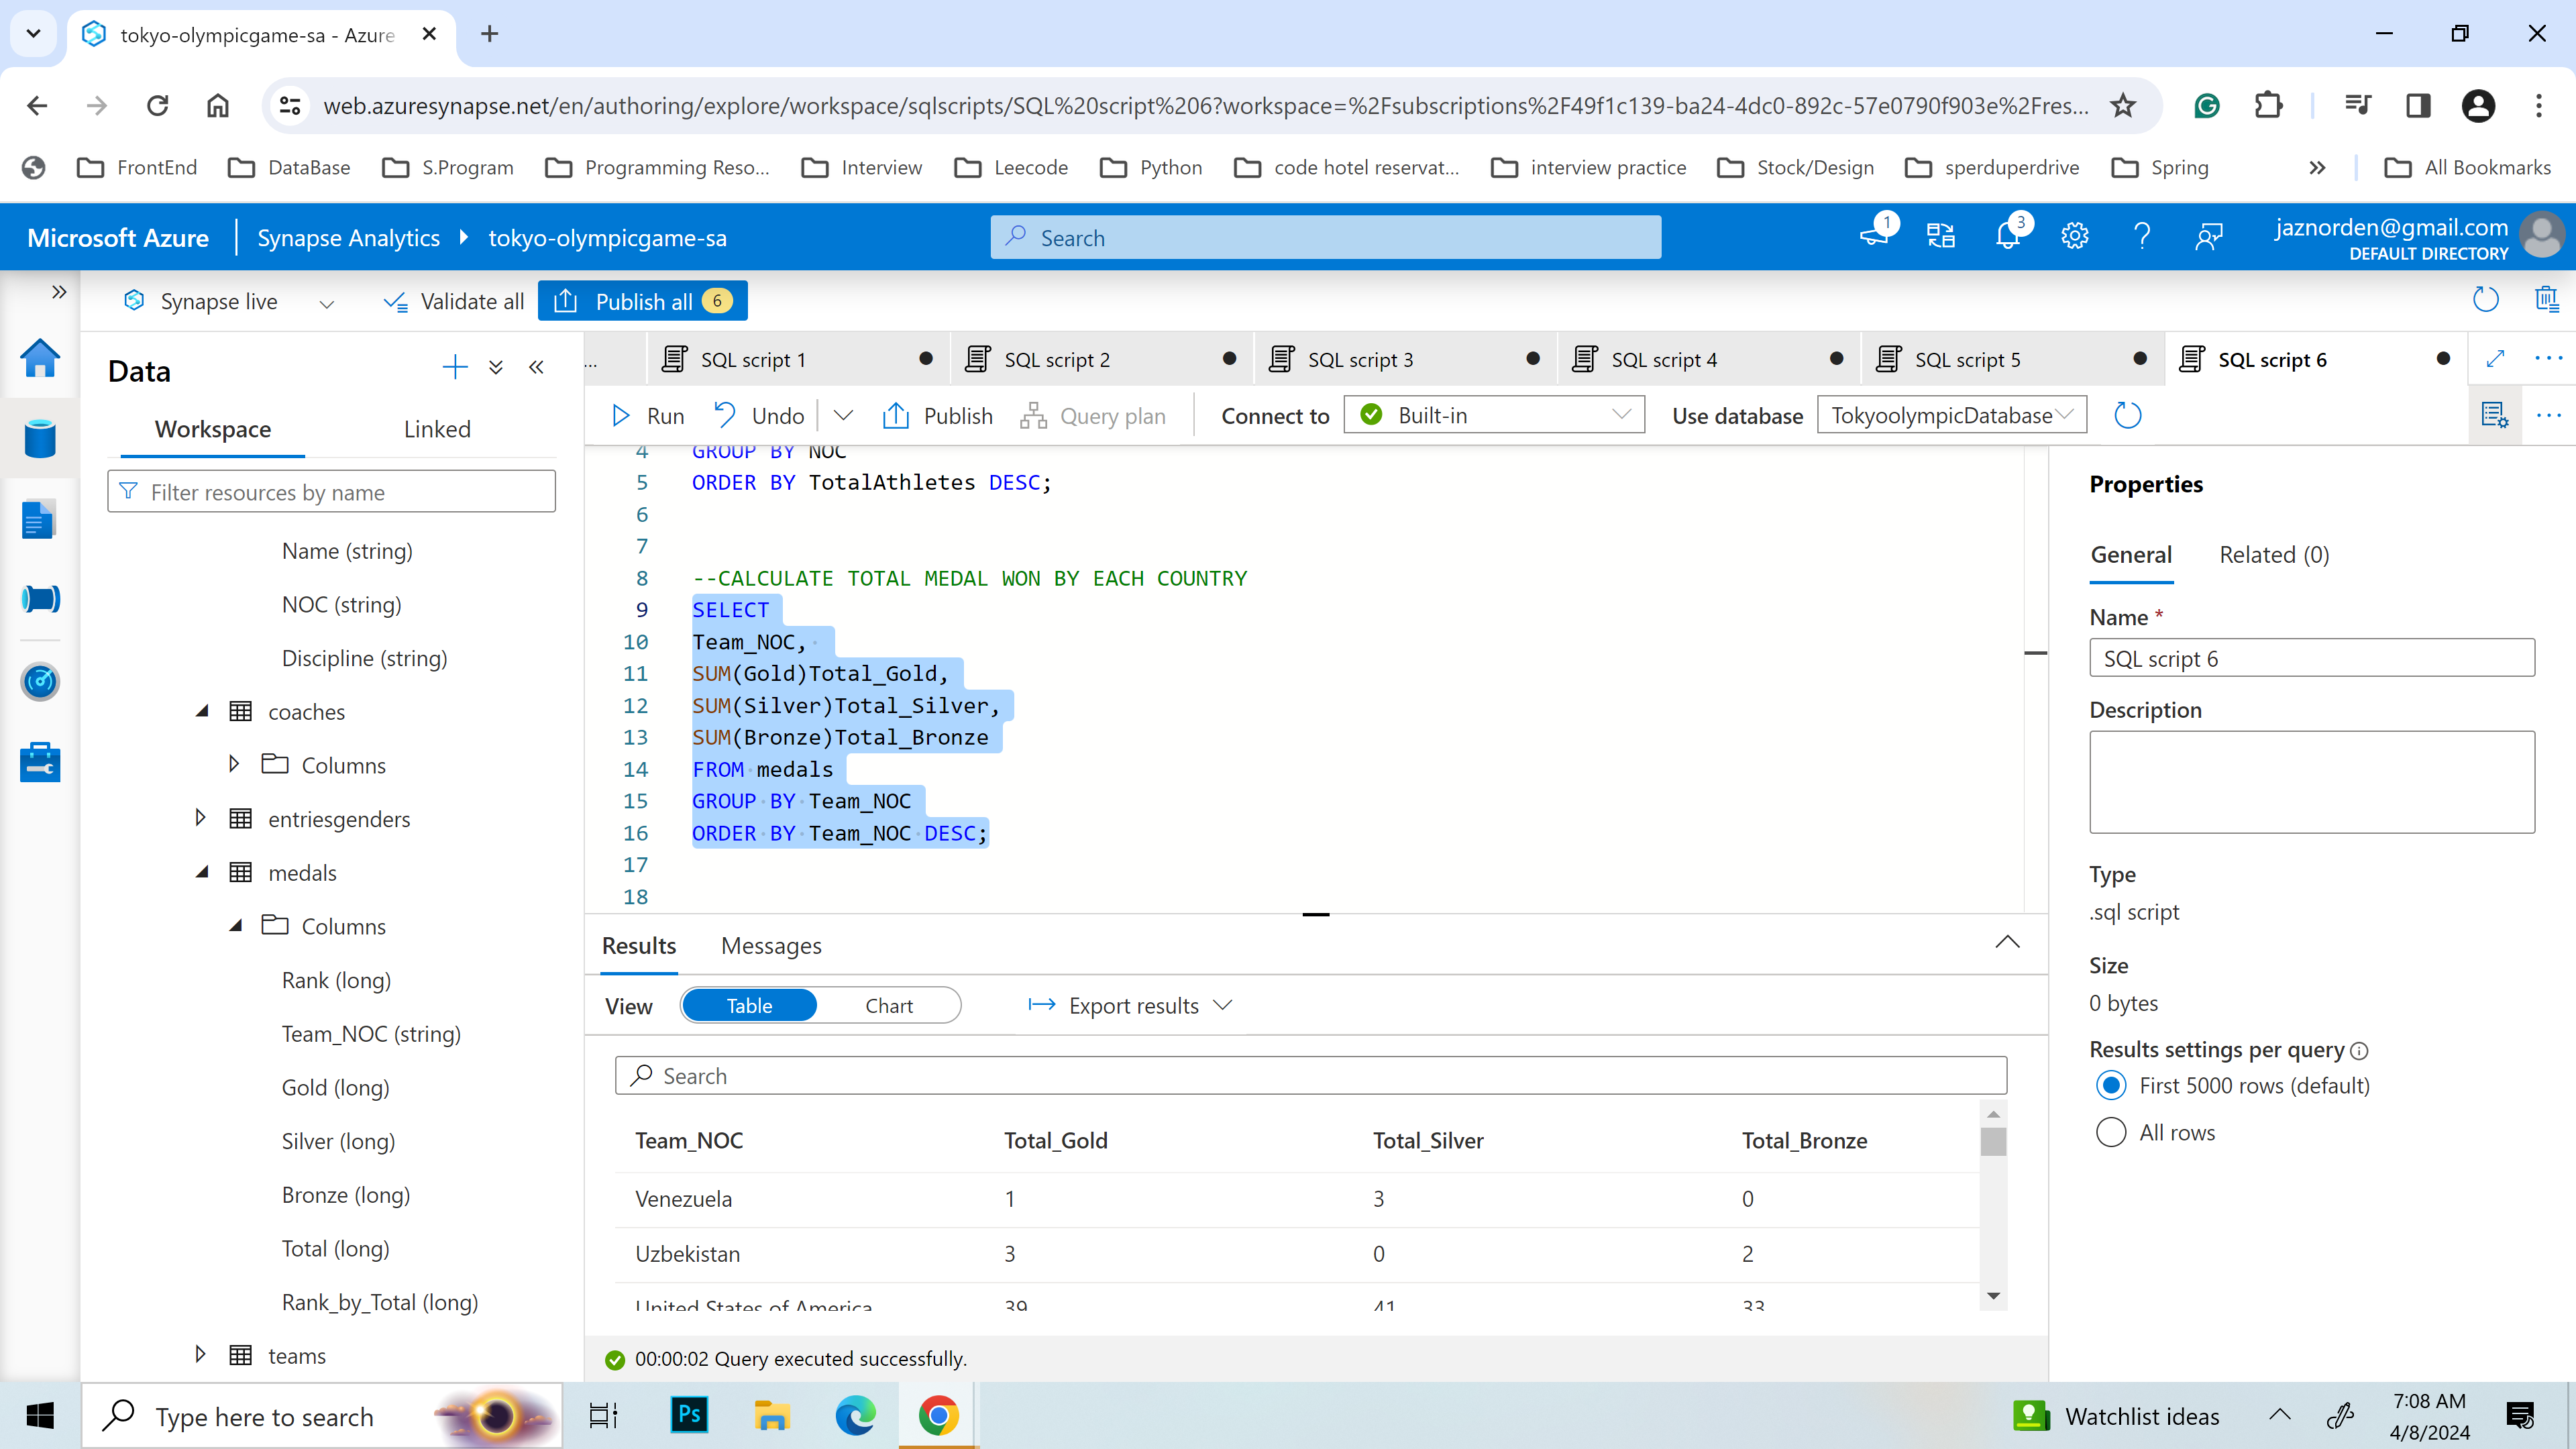 tokyo-olympicgame-sa - Azure
web.azuresynapse.net/en/authoring/explore/workspace/sqlscripts/SQL%20script%206?workspace=%2Fsubscriptions%2F49f1c139-ba24-4dc0-892c-57e0790f903e%2Fres...
FrontEnd DataBase S.Program Programming Reso... Interview Leecode Python code hotel reservat... interview practice Stock/Design sperduperdrive Spring » All Bookmarks
Microsoft Azure Synapse Analytics tokyo-olympicgame-sa Search 1 3 jaznorden@gmail.com
DEFAULT DIRECTORY
Synapse live Validate all Publish all 6
Data
Workspace Linked
Filter resources by name
Name (string)
NOC (string)
Discipline (string)
coaches
Columns
entriesgenders
medals
Columns
Rank (long)
Team_NOC (string)
Gold (long)
Silver (long)
Bronze (long)
Total (long)
Rank_by_Total (long)
teams
... SQL script 1 SQL script 2 SQL script 3 SQL script 4 SQL script 5 SQL script 6
Run Undo Publish Query plan Connect to Built-in Use database TokyoolympicDatabase
4 GROUP BY NOC
5 ORDER BY TotalAthletes DESC;
6
7
8 --CALCULATE TOTAL MEDAL WON BY EACH COUNTRY
9 SELECT
10 Team_NOC,
11 SUM(Gold)Total_Gold,
12 SUM(Silver)Total_Silver,
13 SUM(Bronze)Total_Bronze
14 FROM medals
15 GROUP BY Team_NOC
16 ORDER BY Team_NOC DESC;
17
18
Results Messages
View Table Chart Export results
Search
Team_NOC Total_Gold Total_Silver Total_Bronze
Venezuela 1 3 0
Uzbekistan 3 0 2
United States of America 39 41 33
00:00:02 Query executed successfully.
Properties
General Related (0)
Name *
SQL script 6
Description
Type
.sql script
Size
0 bytes
Results settings per query
First 5000 rows (default)
All rows
Type here to search Ps Watchlist ideas 7:08 AM
4/8/2024